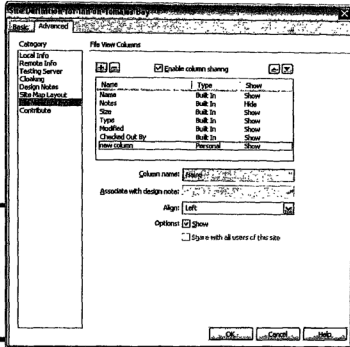 Basic Advanced
Category
Local Info
Remote Info
Testing Server
Cloaking
Design Notes
Site Map Layout
Contribute
File View Columns
Enable column sharing
Name Type Show
Name Built In Show
Notes Built In Hide
Size Built In Show
Type Built In Show
Modified Built In Show
Checked Out By Built In Show
new column Personal Show
Column name:
Associate with design note:
Align: Left
Options: Show
Share with all users of this site
OK Cancel Help